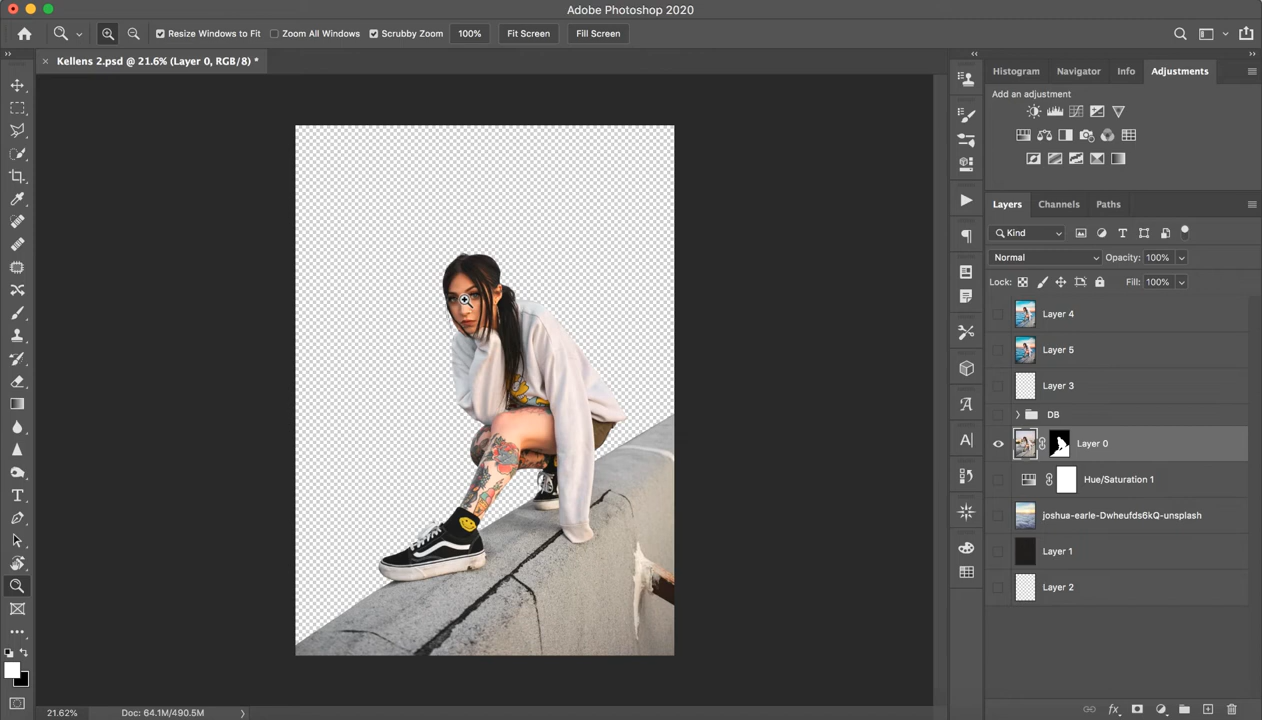 Adobe Photoshop 2020
Resize Windows to Fit
Zoom All Windows
Scrubby Zoom
100%
Fit Screen
Fill Screen
Kellens 2.psd @ 21.6% (Layer 0, RGB/8) *
Histogram
Navigator
Info
Adjustments
Add an adjustment
Layers
Channels
Paths
Kind
Normal
Opacity: 100%
Lock:
Fill: 100%
Layer 4
Layer 5
Layer 3
DB
Layer 0
Hue/Saturation 1
joshua-earle-Dwheufds6kQ-unsplash
Layer 1
Layer 2
21.62%
Doc: 64.1M/490.5M